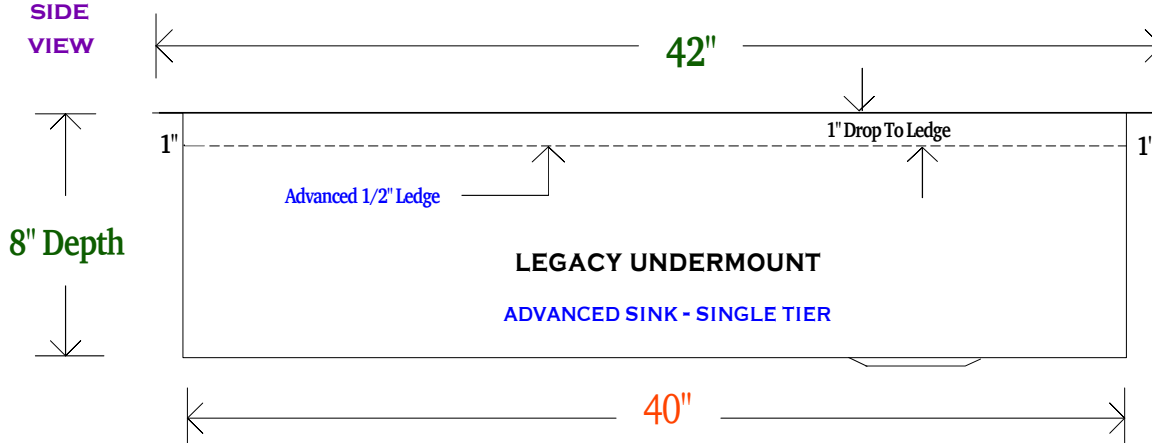 SIDE
VIEW
42"
1" Drop To Ledge
1"
1"
Advanced 1/2" Ledge
8" Depth
LEGACY UNDERMOUNT
ADVANCED SINK - SINGLE TIER
40"